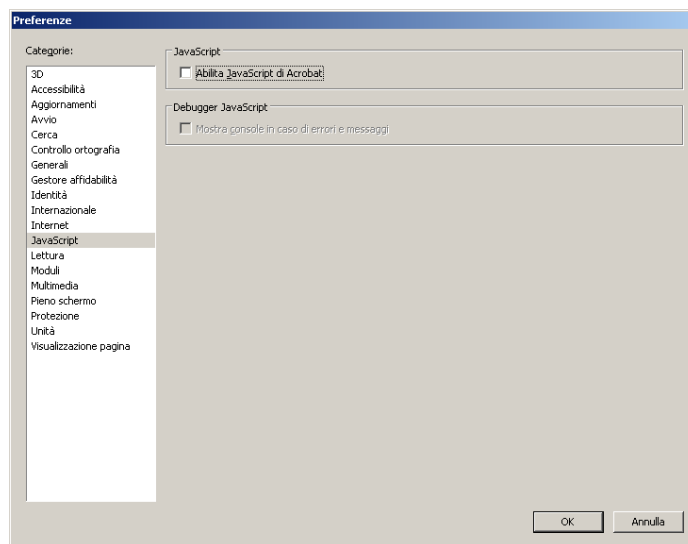 Preferenze
Categorie:
3D
Accessibilità
Aggiornamenti
Avvio
Cerca
Controllo ortografia
Generali
Gestore affidabilità
Identità
Internazionale
Internet
JavaScript
Lettura
Moduli
Multimedia
Pieno schermo
Protezione
Unità
Visualizzazione pagina
JavaScript
Abilita JavaScript di Acrobat
Debugger JavaScript
Mostra console in caso di errori e messaggi
OK
Annulla